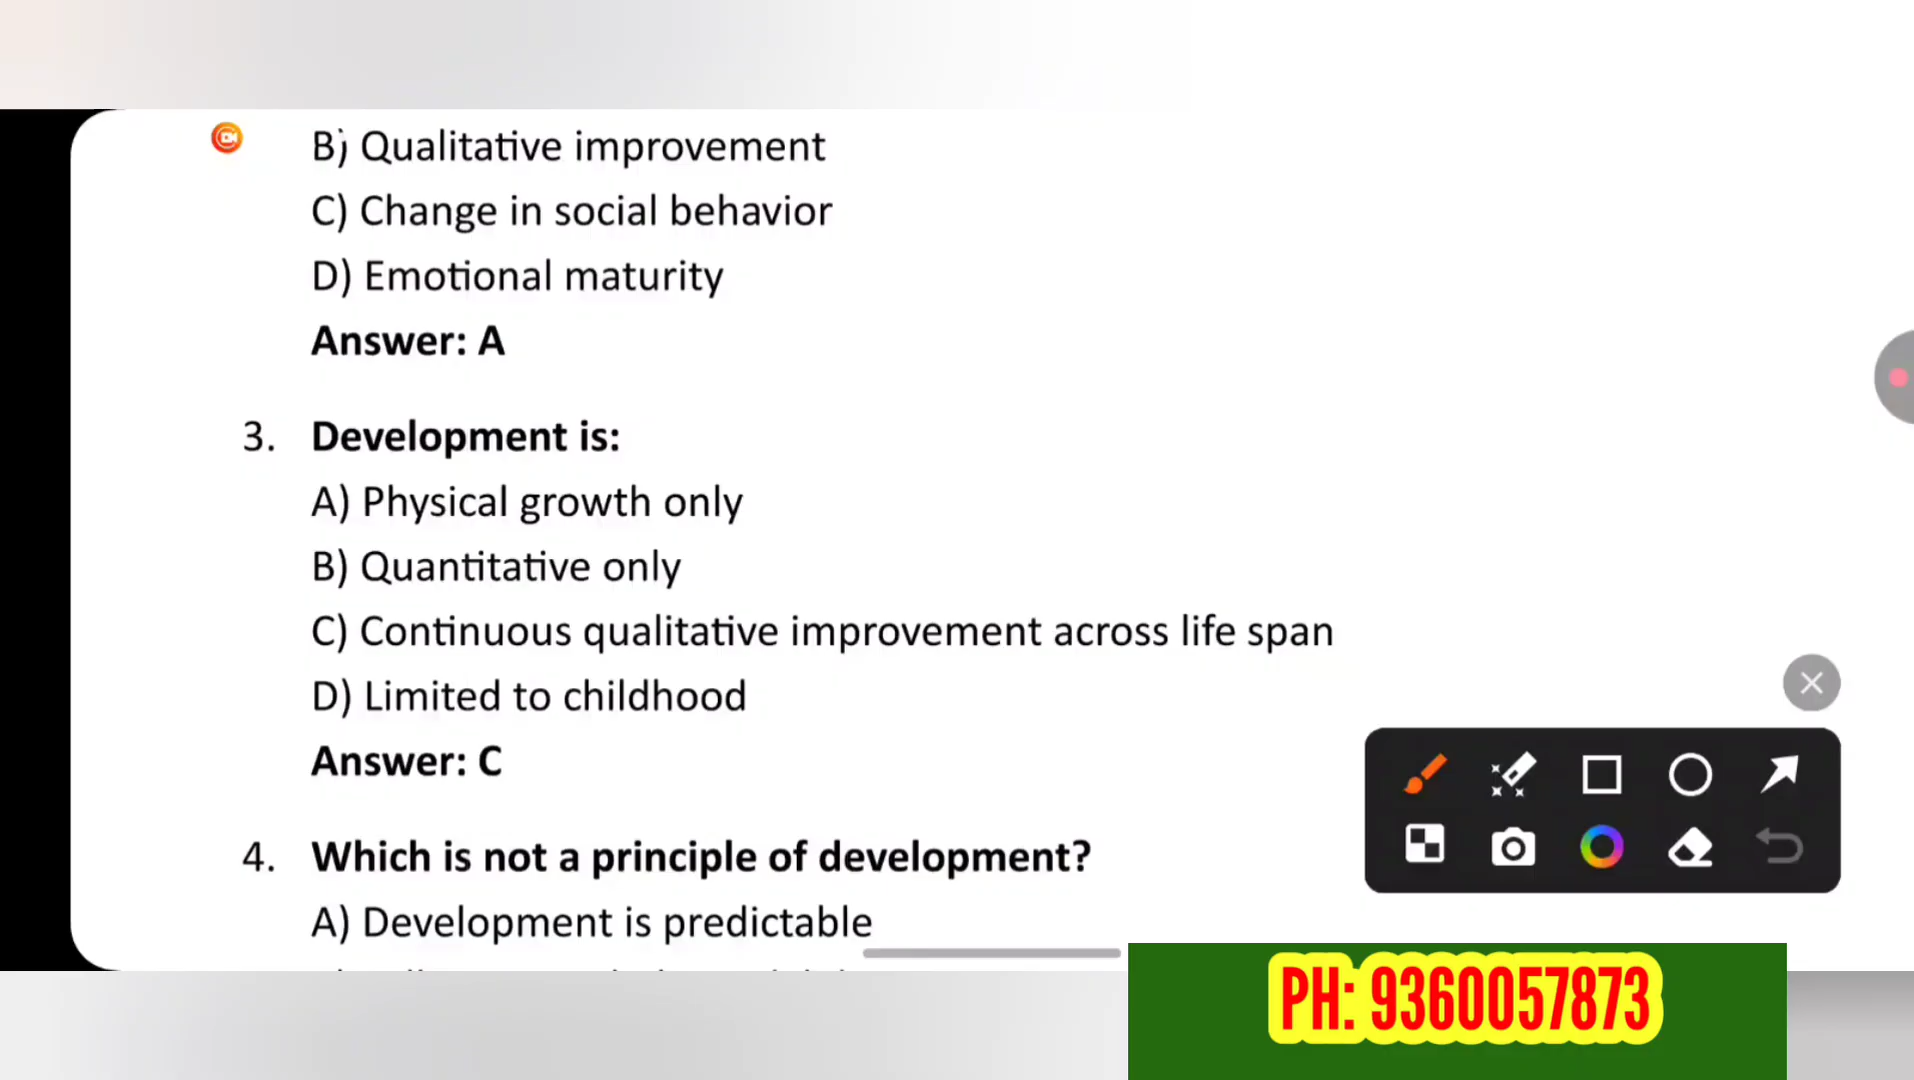 B) Qualitative improvement
C) Change in social behavior
D) Emotional maturity
Answer: A
3. Development is:
A) Physical growth only
B) Quantitative only
C) Continuous qualitative improvement across life span
D) Limited to childhood
Answer: C
4. Which is not a principle of development?
A) Development is predictable
PH: 9360057873